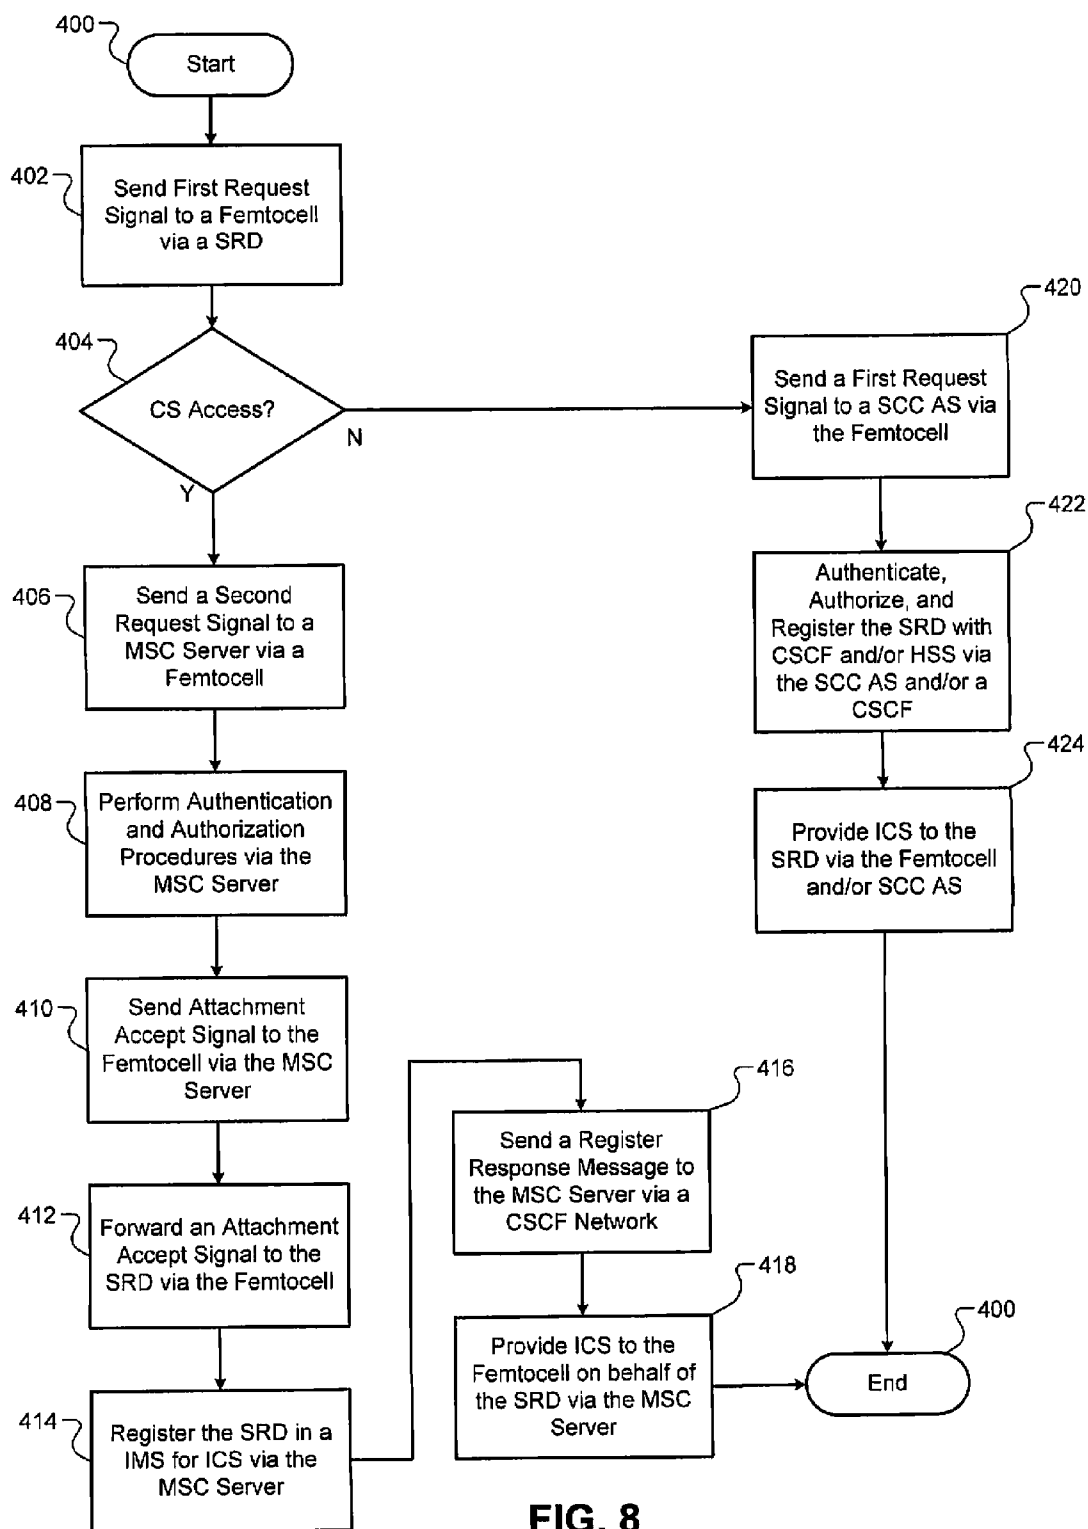 400
Start
402
Send First Request
Signal to a Femtocell
via a SRD
404
CS Access?
N
Y
406
Send a Second
Request Signal to a
MSC Server via a
Femtocell
408
Perform Authentication
and Authorization
Procedures via the
MSC Server
410
Send Attachment
Accept Signal to the
Femtocell via the MSC
Server
412
Forward an Attachment
Accept Signal to the
SRD via the Femtocell
414
Register the SRD in a
IMS for ICS via the
MSC Server
416
Send a Register
Response Message to
the MSC Server via a
CSCF Network
418
Provide ICS to the
Femtocell on behalf of
the SRD via the MSC
Server
420
Send a First Request
Signal to a SCC AS via
the Femtocell
422
Authenticate,
Authorize, and
Register the SRD with
CSCF and/or HSS via
the SCC AS and/or a
CSCF
424
Provide ICS to the
SRD via the Femtocell
and/or SCC AS
400
End
FIG. 8